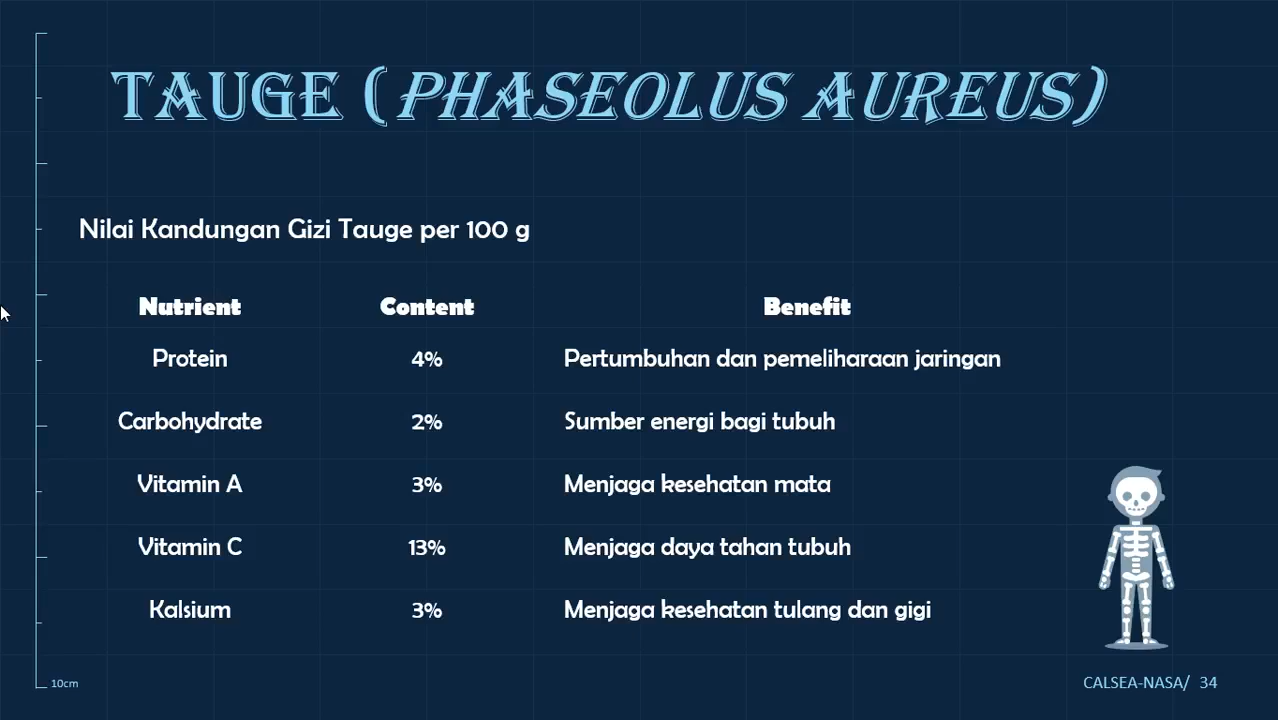 TAUGE (PHASEOLUS AUREUS)
Nilai Kandungan Gizi Tauge per 100 g
Nutrient Content Benefit
Protein 4% Pertumbuhan dan pemeliharaan jaringan
Carbohydrate 2% Sumber energi bagi tubuh
Vitamin A 3% Menjaga kesehatan mata
Vitamin C 13% Menjaga daya tahan tubuh
Kalsium 3% Menjaga kesehatan tulang dan gigi
10cm
CALSEA-NASA/ 34